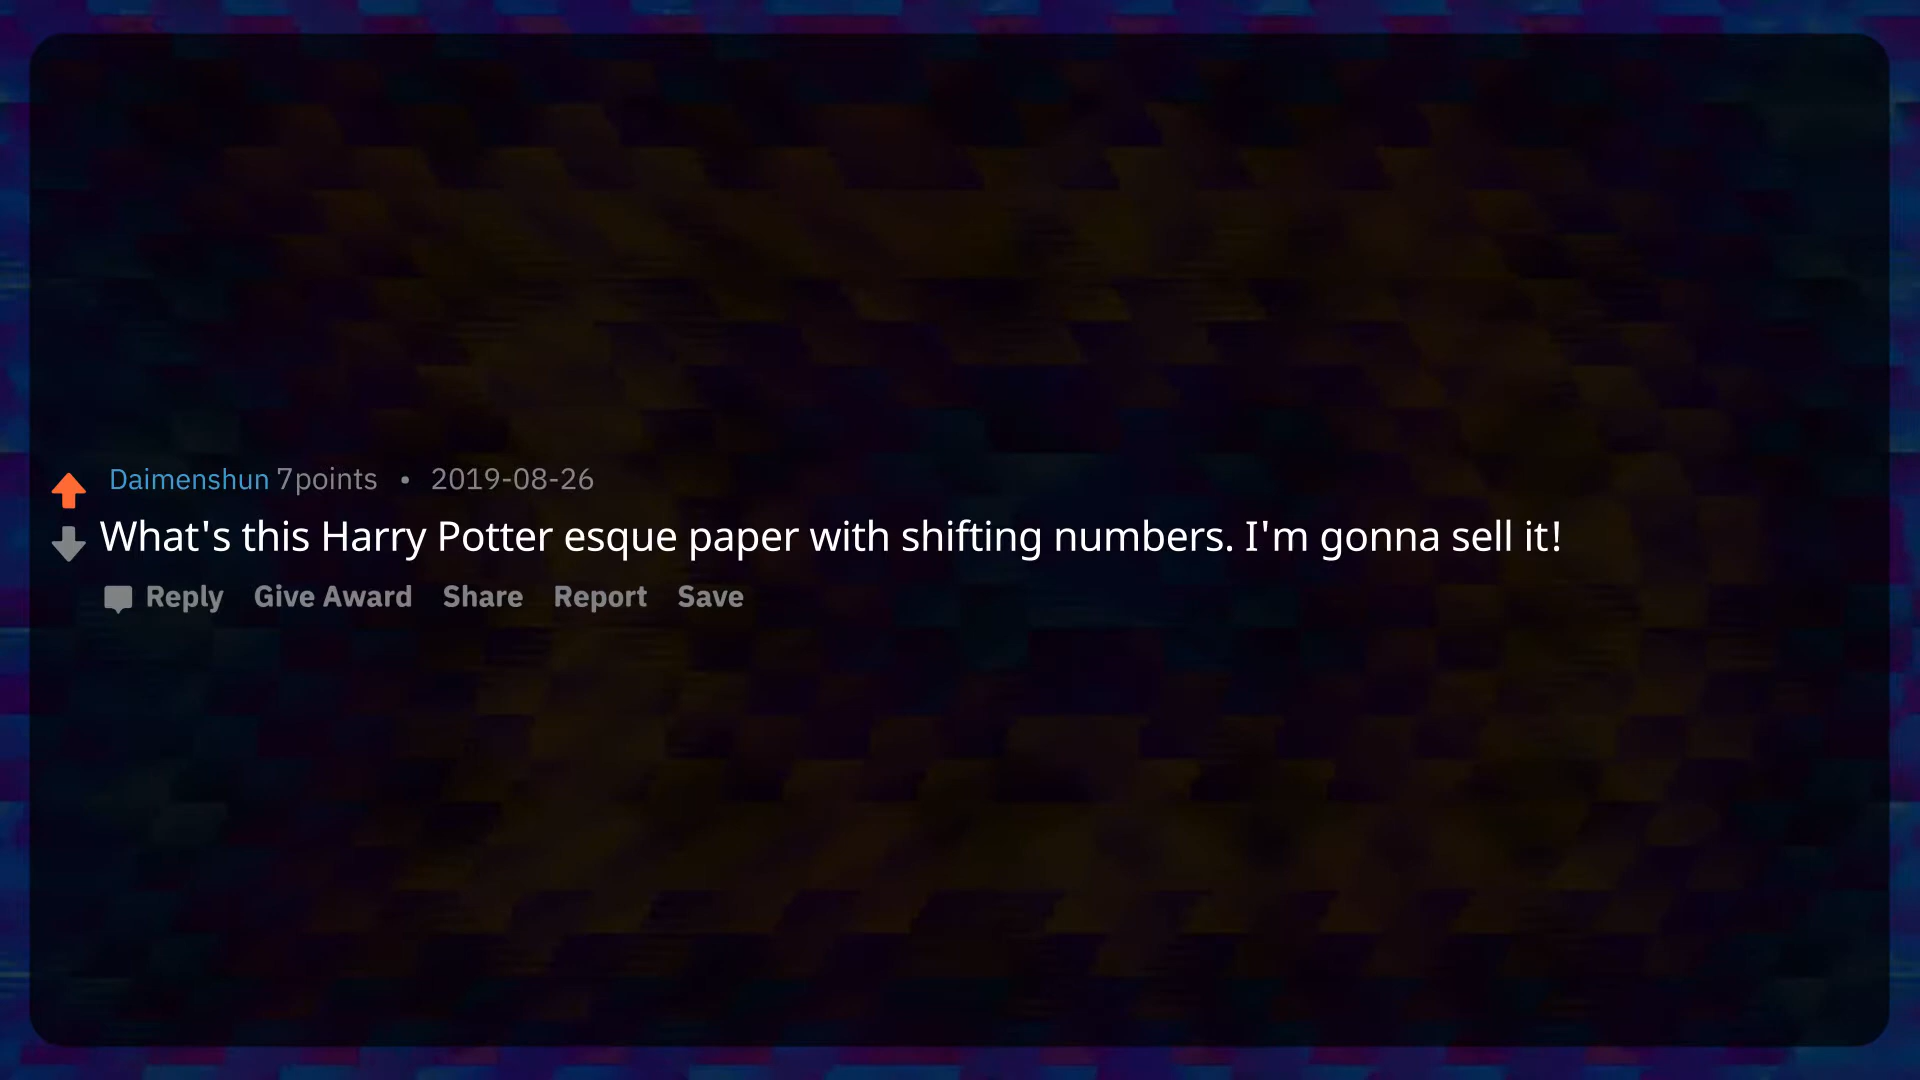 Daimenshun 7points • 2019-08-26
What's this Harry Potter esque paper with shifting numbers. I'm gonna sell it!
Reply Give Award Share Report Save